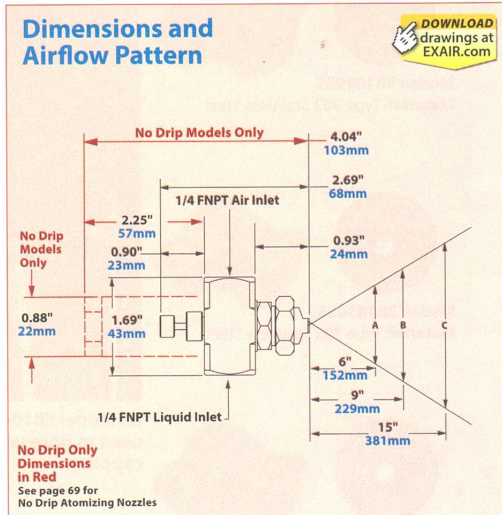 Dimensions and
Airflow Pattern
DOWNLOAD
drawings at
EXAIR.com
No Drip Models Only
4.04"
103mm
2.69"
68mm
1/4 FNPT Air Inlet
2.25"
57mm
No Drip
Models
Only
0.90"
23mm
0.93"
24mm
0.88"
22mm
1.69"
43mm
A
B
C
6"
152mm
9"
229mm
1/4 FNPT Liquid Inlet
15"
381mm
No Drip Only
Dimensions
in Red
See page 69 for
No Drip Atomizing Nozzles